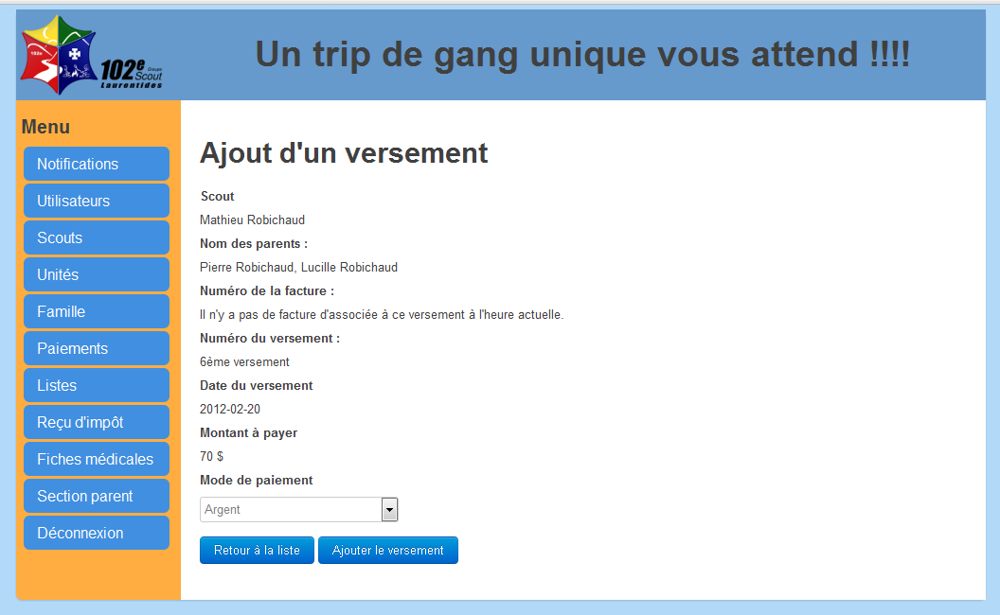 102e
Groupe
Scout
Laurentides
Un trip de gang unique vous attend !!!!
Menu
Notifications
Utilisateurs
Scouts
Unités
Famille
Paiements
Listes
Reçu d'impôt
Fiches médicales
Section parent
Déconnexion
Ajout d'un versement
Scout
Mathieu Robichaud
Nom des parents :
Pierre Robichaud, Lucille Robichaud
Numéro de la facture :
Il n'y a pas de facture d'associée à ce versement à l'heure actuelle.
Numéro du versement :
6ème versement
Date du versement
2012-02-20
Montant à payer
70 $
Mode de paiement
Argent
Retour à la liste
Ajouter le versement